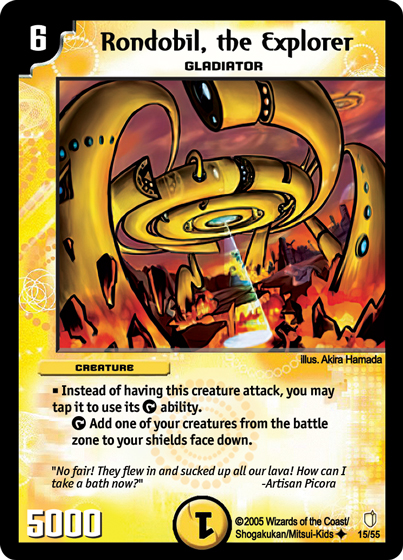 6
Rondobil, the Explorer
GLADIATOR
illus. Akira Hamada
CREATURE
▪ Instead of having this creature attack, you may
tap it to use its ability.
Add one of your creatures from the battle
zone to your shields face down.
"No fair! They flew in and sucked up all our lava! How can I
take a bath now?" -Artisan Picora
5000
1
©2005 Wizards of the Coast/
Shogakukan/Mitsui-Kids ✦ 15/55